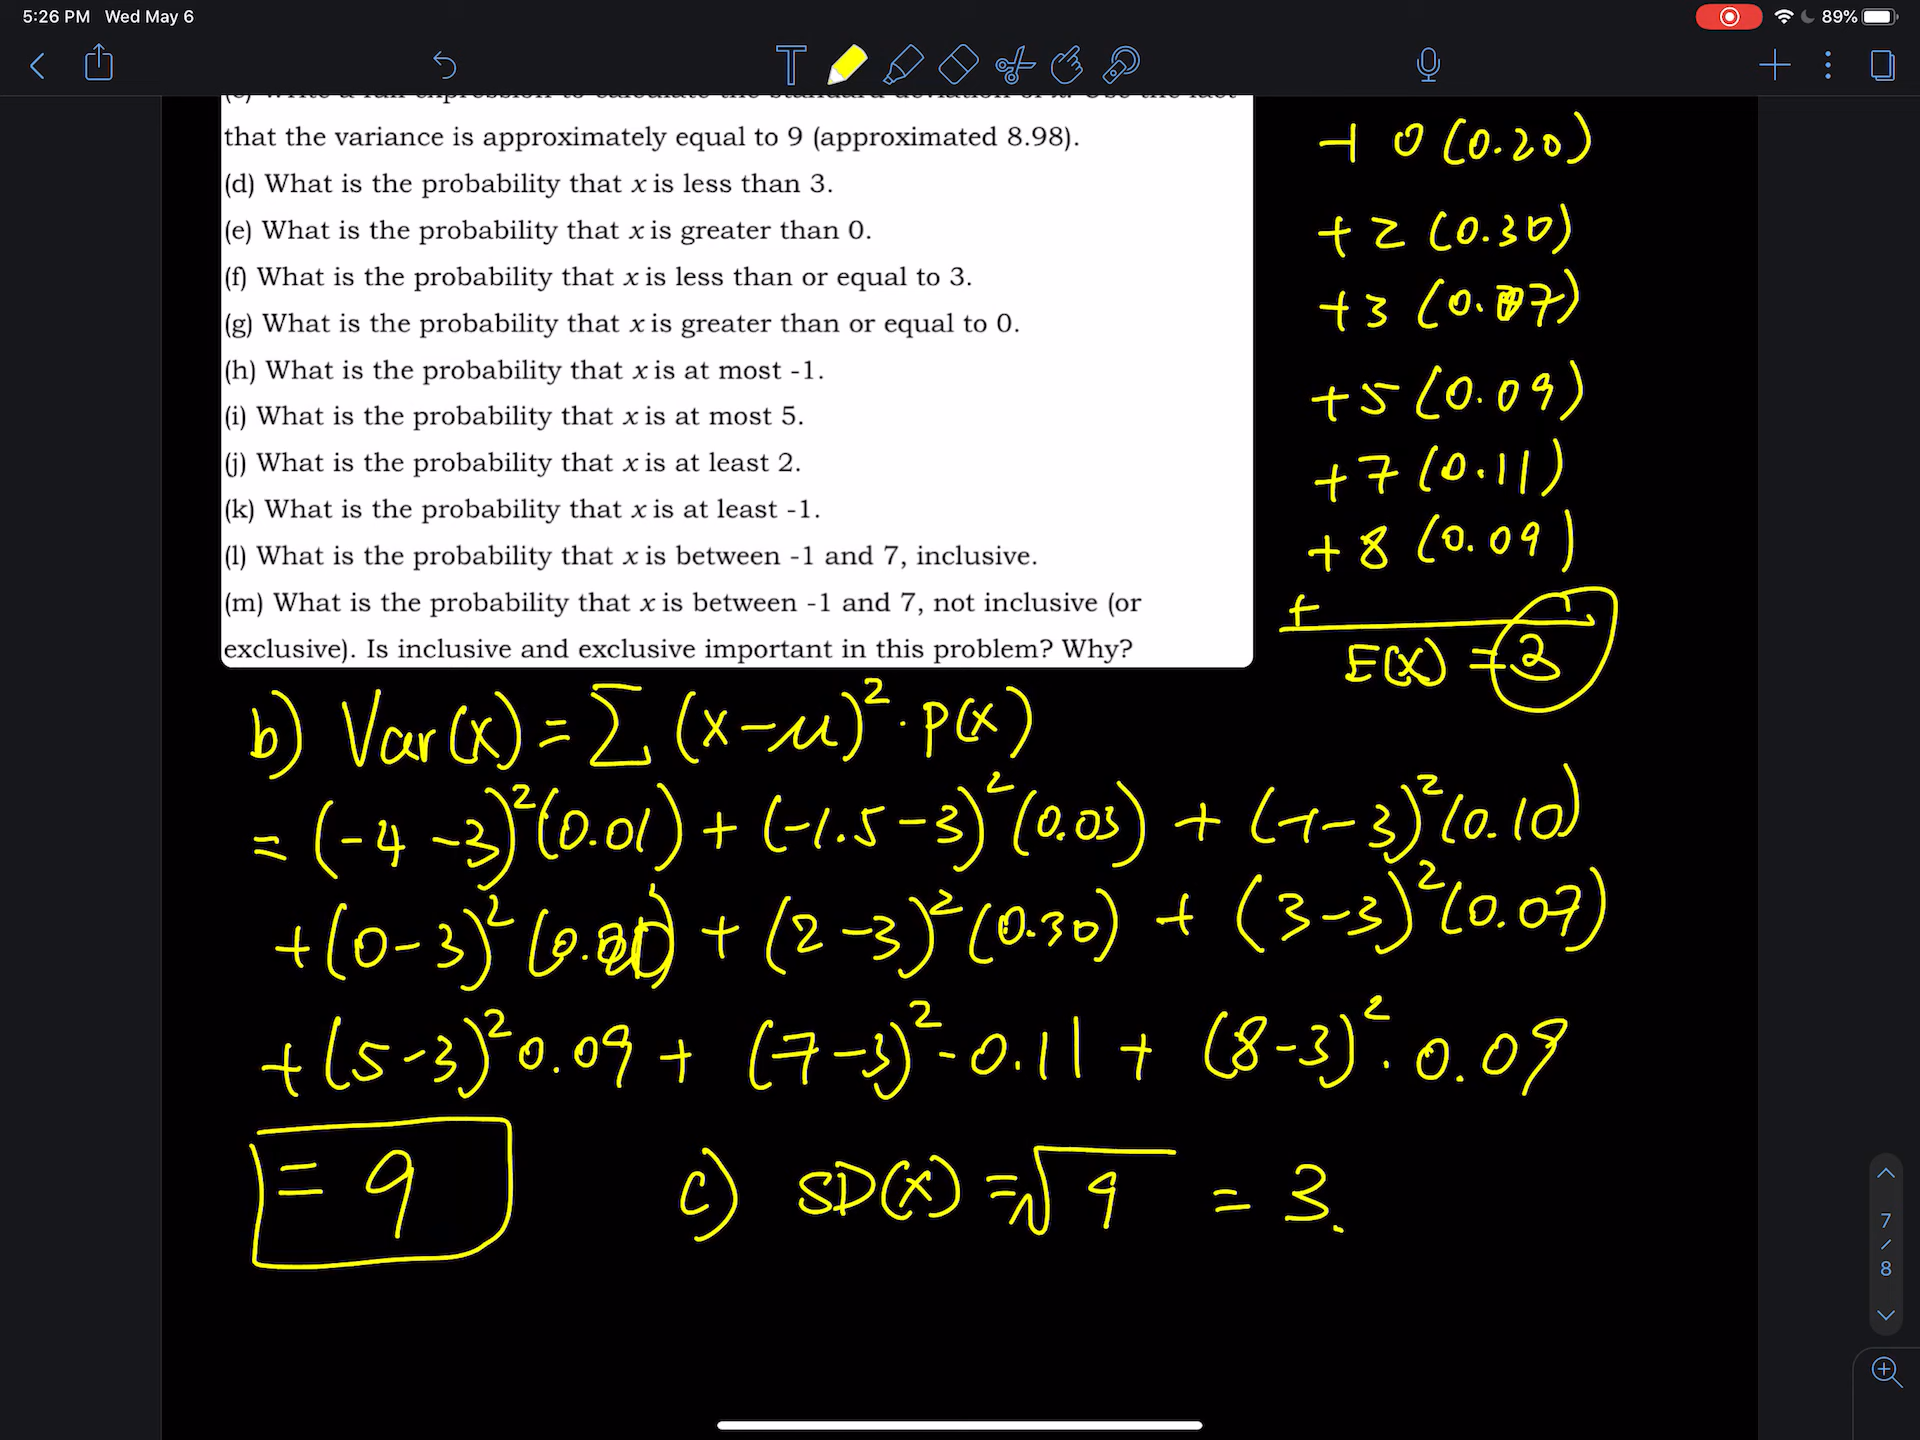 5:26 PM Wed May 6
89%
that the variance is approximately equal to 9 (approximated 8.98).
(d) What is the probability that x is less than 3.
(e) What is the probability that x is greater than 0.
(f) What is the probability that x is less than or equal to 3.
(g) What is the probability that x is greater than or equal to 0.
(h) What is the probability that x is at most -1.
(i) What is the probability that x is at most 5.
(j) What is the probability that x is at least 2.
(k) What is the probability that x is at least -1.
(l) What is the probability that x is between -1 and 7, inclusive.
(m) What is the probability that x is between -1 and 7, not inclusive (or
exclusive). Is inclusive and exclusive important in this problem? Why?
+ 0 (0.20)
+ 2 (0.30)
+ 3 (0.07)
+ 5 (0.09)
+ 7 (0.11)
+ 8 (0.09)
+
E(X) = 3
b) Var(X) = Σ (x-μ)² · P(x)
= (-4 -3)² (0.01) + (-1.5 -3)² (0.03) + (-1-3)² (0.10)
+ (0-3)² (0.20) + (2-3)² (0.30) + (3-3)² (0.07)
+ (5-3)² 0.09 + (7-3)² · 0.11 + (8-3)² · 0.09
= 9
c) SD(X) = √9 = 3.
7
/
8